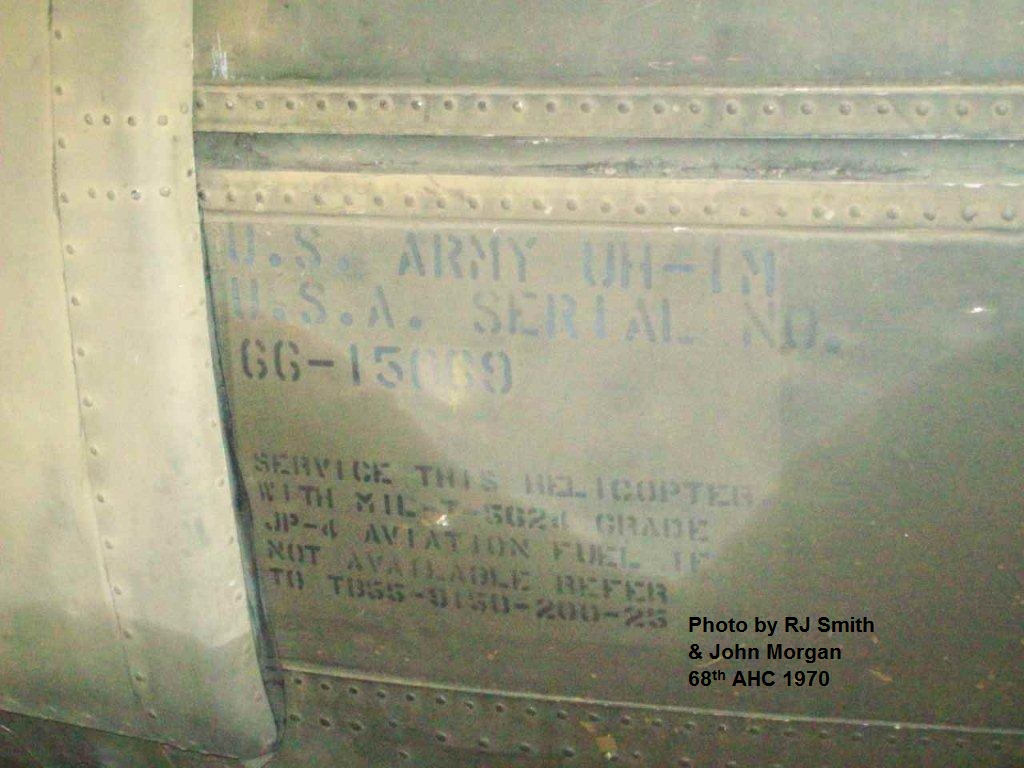 U.S. ARMY UH-1M
U.S.A. SERIAL NO.
66-15069
SERVICE THIS HELICOPTER
WITH MIL-T-5624 GRADE
JP-4 AVIATION FUEL IF
NOT AVAILABLE REFER
TO TB55-9150-200-25
Photo by RJ Smith
& John Morgan
68th AHC 1970